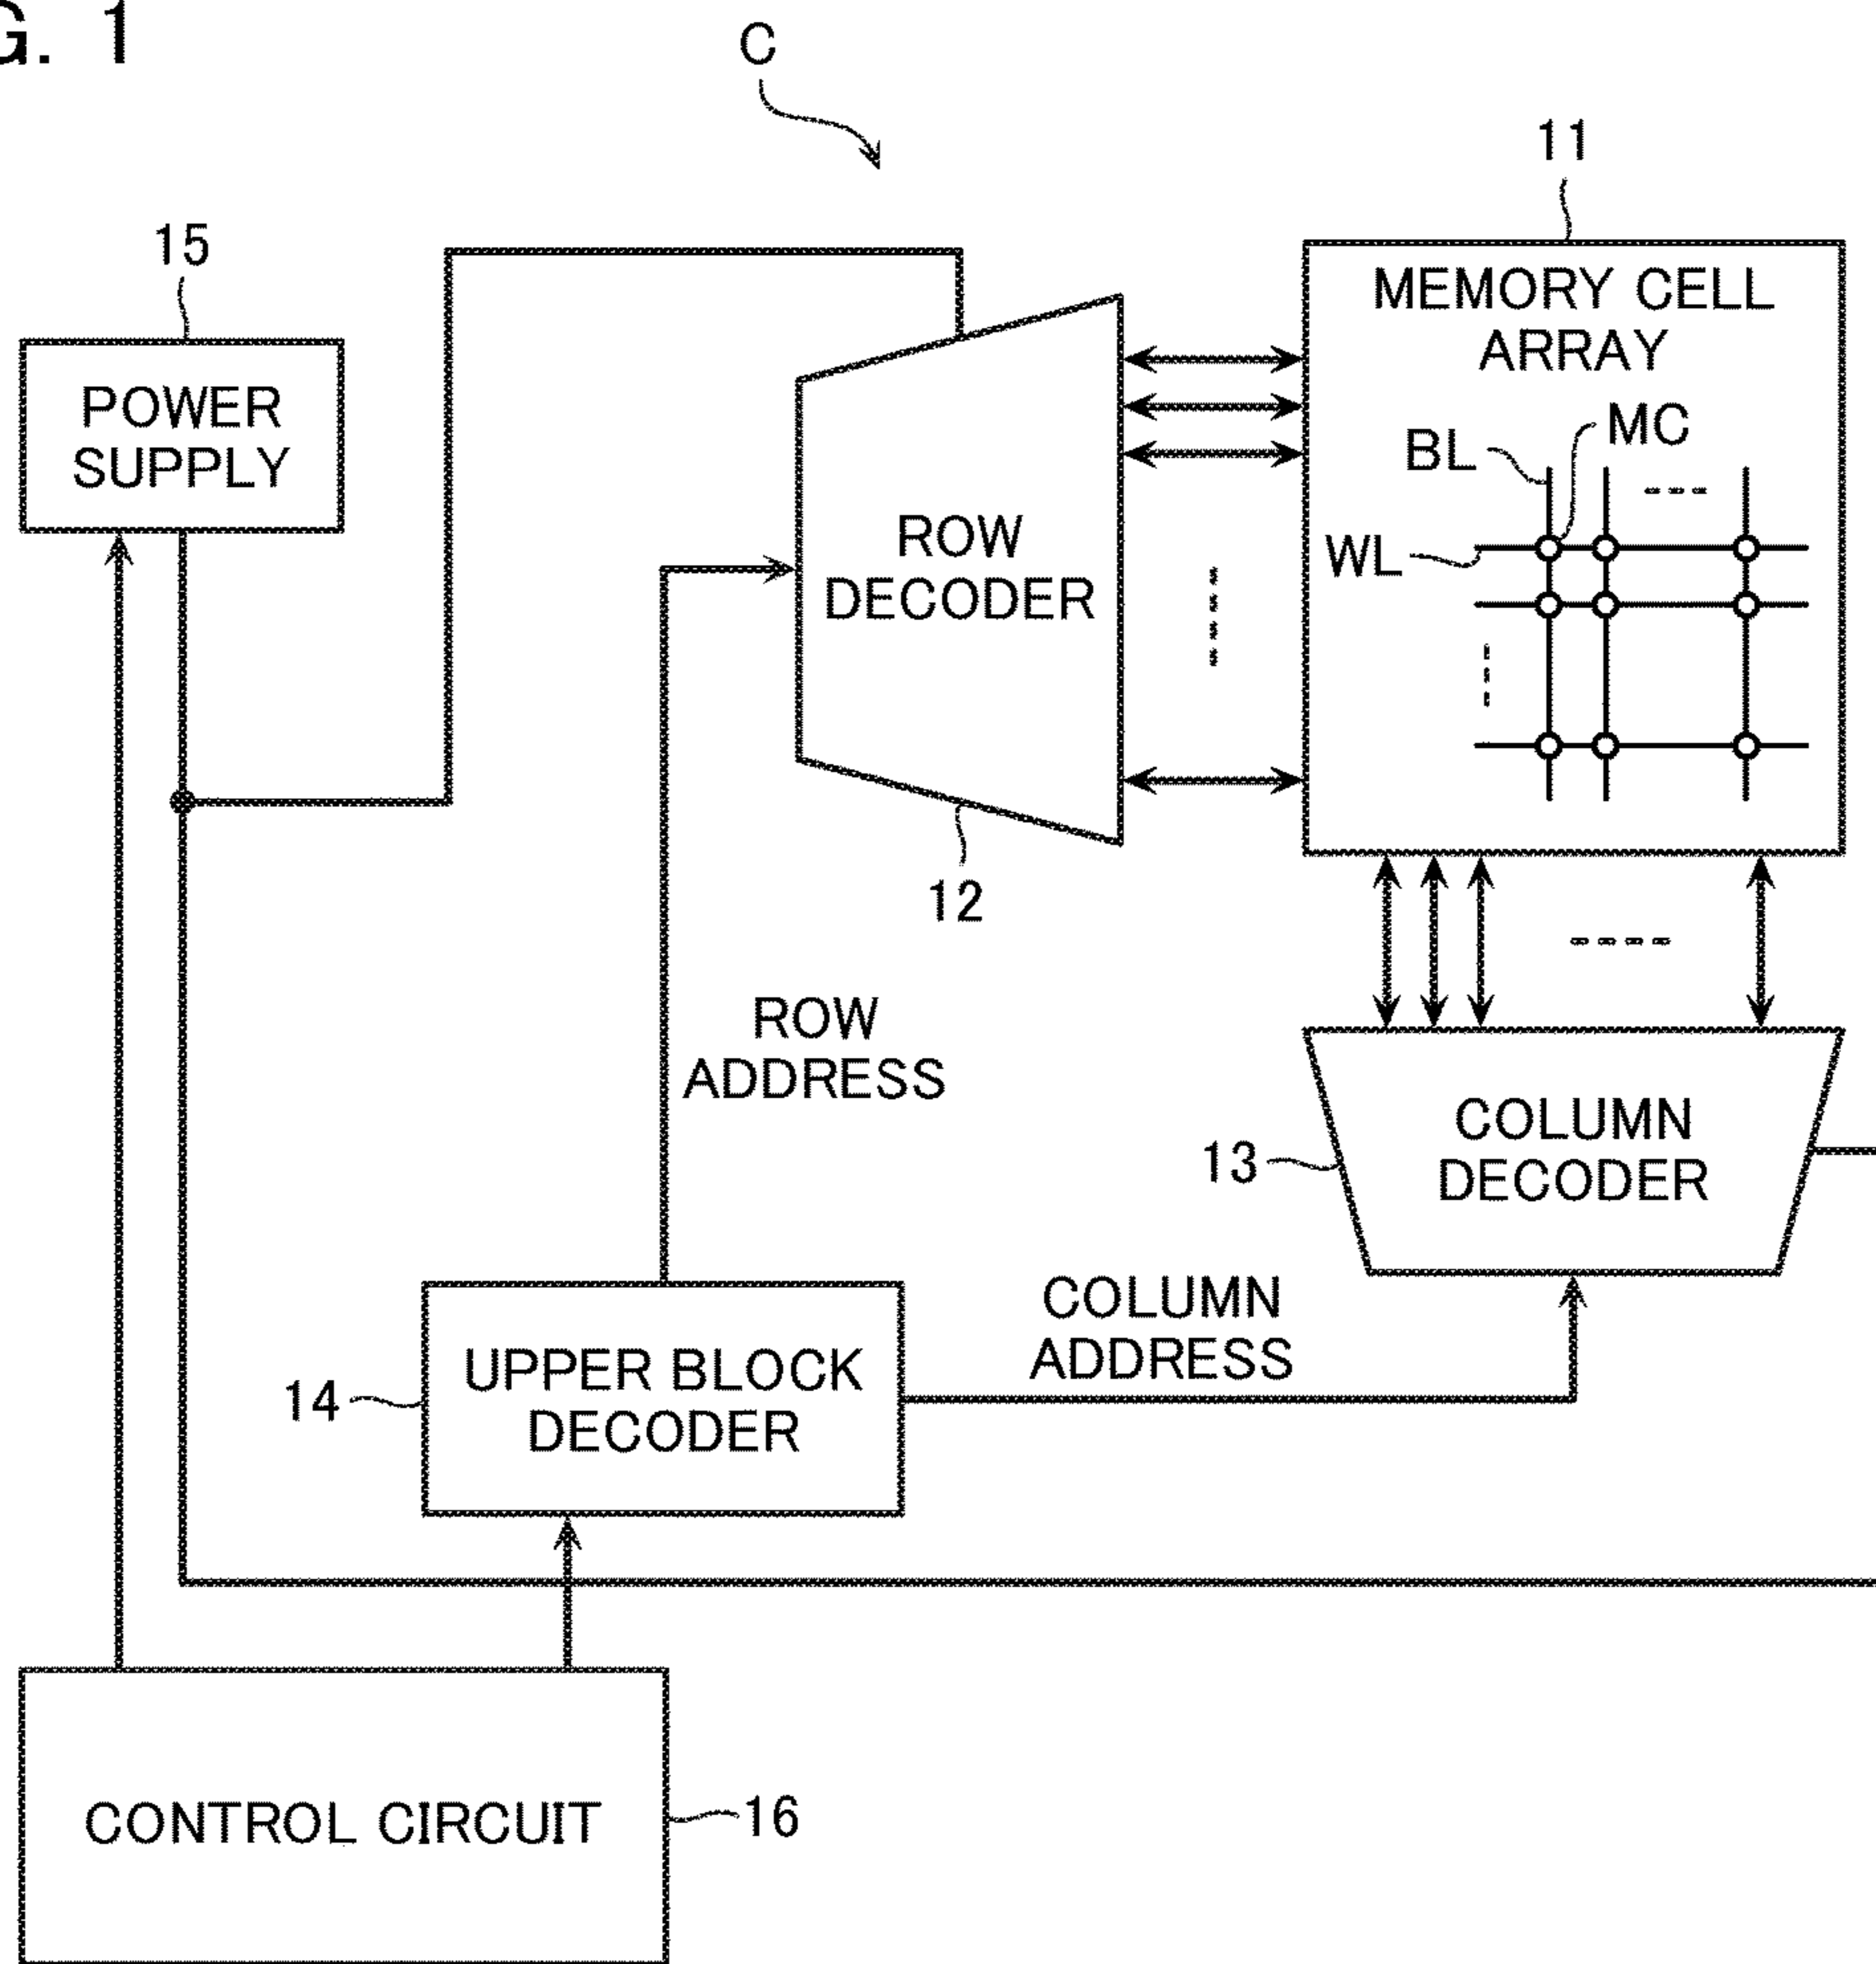 G. 1
C
11
15
MEMORY CELL
ARRAY
POWER
SUPPLY
BL
MC
WL
ROW
DECODER
12
ROW
ADDRESS
COLUMN
DECODER
13
COLUMN
ADDRESS
UPPER BLOCK
DECODER
14
CONTROL CIRCUIT
16